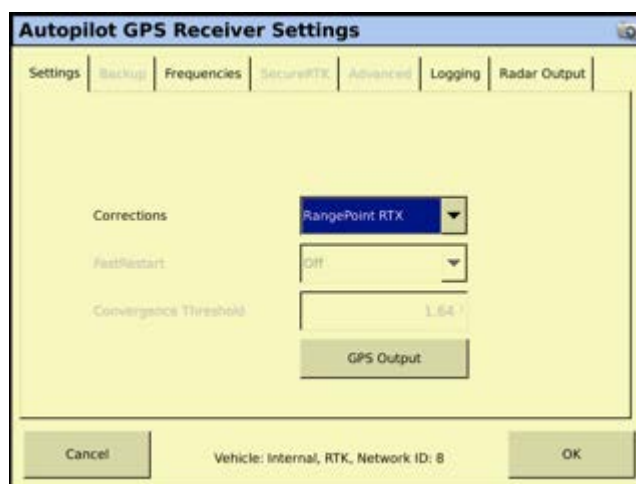 Autopilot GPS Receiver Settings
Settings Backup Frequencies SecureRTK Advanced Logging Radar Output
Corrections RangePoint RTX
FastRestart Off
Convergence Threshold 1.64 '
GPS Output
Cancel Vehicle: Internal, RTK, Network ID: 8 OK